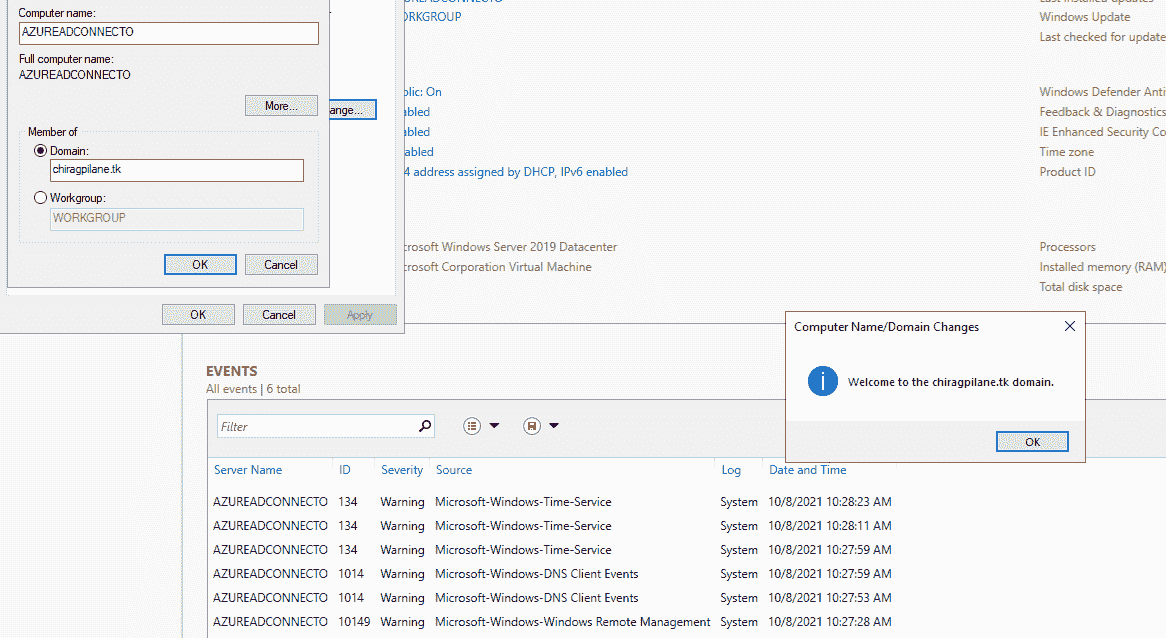 Computer name:
AZUREADCONNECTO
Full computer name:
AZUREADCONNECTO
More...
Member of
Domain:
chiragpilane.tk
Workgroup:
WORKGROUP
OK Cancel
OK Cancel Apply
ange...
ORKGROUP
blic: On
abled
abled
abled
4 address assigned by DHCP, IPv6 enabled
crosoft Windows Server 2019 Datacenter
crosoft Corporation Virtual Machine
Last installed updates
Windows Update
Last checked for update
Windows Defender Anti
Feedback & Diagnostics
IE Enhanced Security Co
Time zone
Product ID
Processors
Installed memory (RAM)
Total disk space
Computer Name/Domain Changes
Welcome to the chiragpilane.tk domain.
OK
EVENTS
All events | 6 total
Filter
Server Name ID Severity Source Log Date and Time
AZUREADCONNECTO 134 Warning Microsoft-Windows-Time-Service System 10/8/2021 10:28:23 AM
AZUREADCONNECTO 134 Warning Microsoft-Windows-Time-Service System 10/8/2021 10:28:11 AM
AZUREADCONNECTO 134 Warning Microsoft-Windows-Time-Service System 10/8/2021 10:27:59 AM
AZUREADCONNECTO 1014 Warning Microsoft-Windows-DNS Client Events System 10/8/2021 10:27:59 AM
AZUREADCONNECTO 1014 Warning Microsoft-Windows-DNS Client Events System 10/8/2021 10:27:53 AM
AZUREADCONNECTO 10149 Warning Microsoft-Windows-Windows Remote Management System 10/8/2021 10:27:28 AM